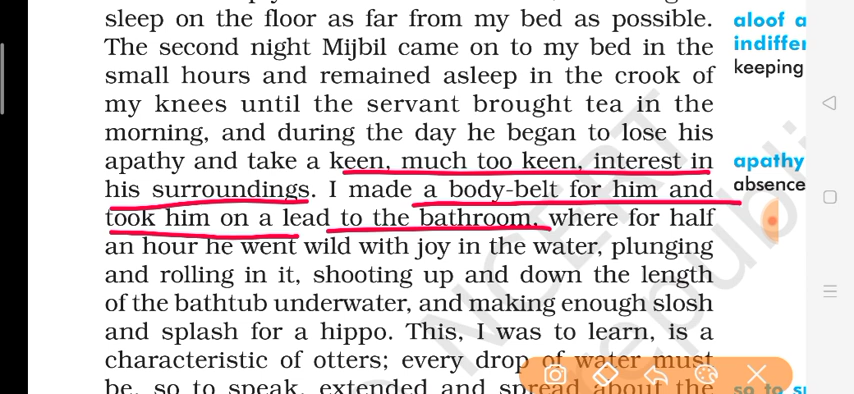 sleep on the floor as far from my bed as possible.
The second night Mijbil came on to my bed in the
small hours and remained asleep in the crook of
my knees until the servant brought tea in the
morning, and during the day he began to lose his
apathy and take a keen, much too keen, interest in
his surroundings. I made a body-belt for him and
took him on a lead to the bathroom, where for half
an hour he went wild with joy in the water, plunging
and rolling in it, shooting up and down the length
of the bathtub underwater, and making enough slosh
and splash for a hippo. This, I was to learn, is a
characteristic of otters; every drop of water must
be, so to speak, extended and spread about the
aloof a
indiffer
keeping
apathy
absence
so to s
NCERT
republi